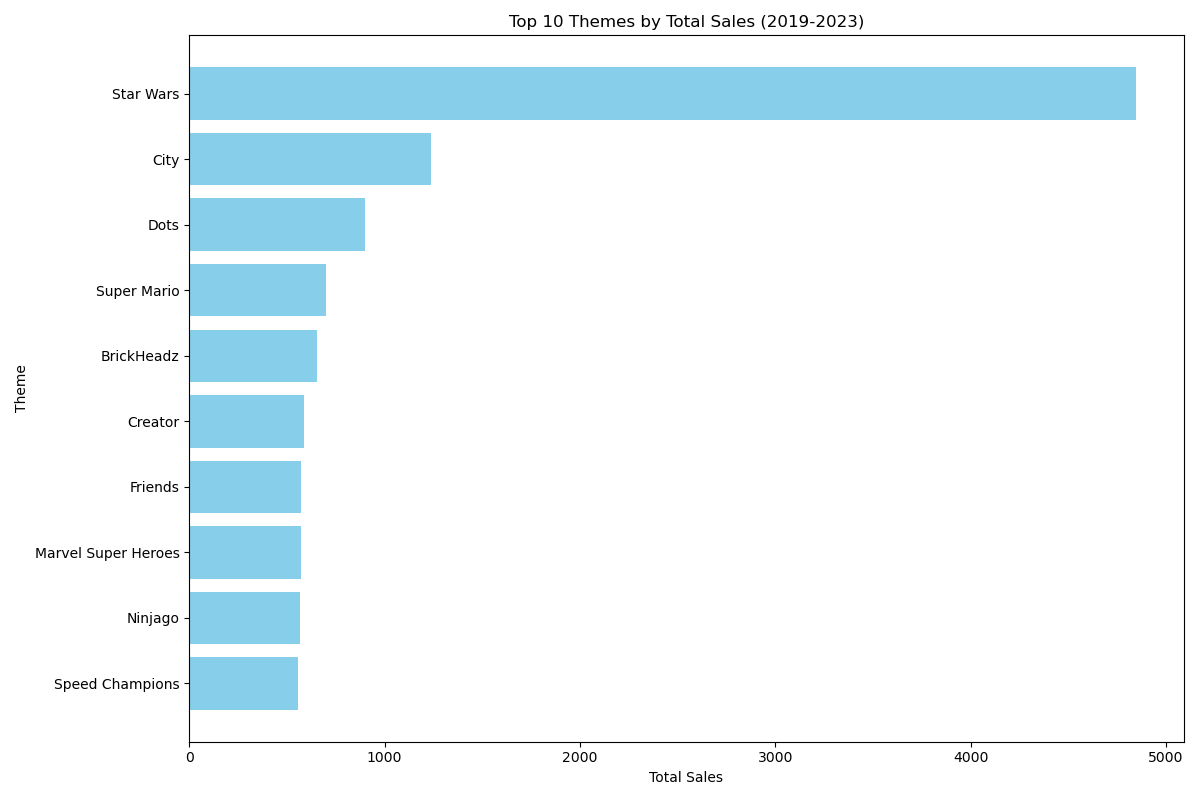 Top 10 Themes by Total Sales (2019-2023)
Star Wars
City
Dots
Super Mario
BrickHeadz
Creator
Friends
Marvel Super Heroes
Ninjago
Speed Champions
Theme
0 1000 2000 3000 4000 5000
Total Sales